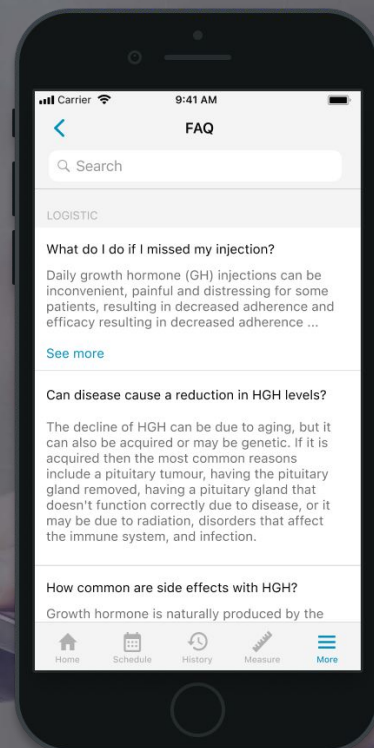 Carrier 9:41 AM
FAQ
Search
LOGISTIC
What do I do if I missed my injection?
Daily growth hormone (GH) injections can be
inconvenient, painful and distressing for some
patients, resulting in decreased adherence and
efficacy resulting in decreased adherence ...
See more
Can disease cause a reduction in HGH levels?
The decline of HGH can be due to aging, but it
can also be acquired or may be genetic. If it is
acquired then the most common reasons
include a pituitary tumour, having the pituitary
gland removed, having a pituitary gland that
doesn't function correctly due to disease, or it
may be due to radiation, disorders that affect
the immune system, and infection.
How common are side effects with HGH?
Growth hormone is naturally produced by the
Home Schedule History Measure More